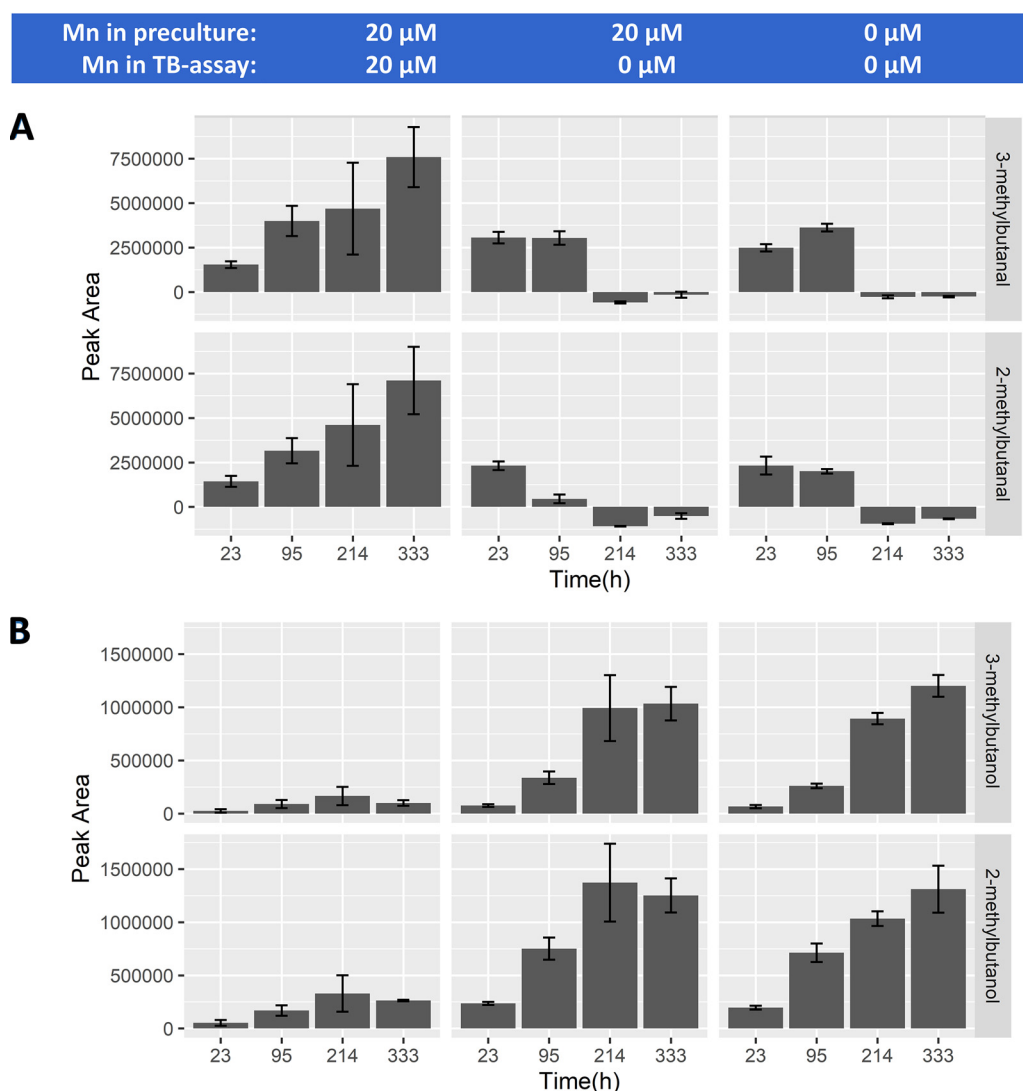 Mn in preculture: 20 µM 20 µM 0 µM
Mn in TB-assay: 20 µM 0 µM 0 µM
A
Peak Area
7500000
5000000
2500000
0
3-methylbutanal
7500000
5000000
2500000
0
2-methylbutanal
23 95 214 333 23 95 214 333 23 95 214 333
Time(h)
B
Peak Area
1500000
1000000
500000
0
3-methylbutanol
1500000
1000000
500000
0
2-methylbutanol
23 95 214 333 23 95 214 333 23 95 214 333
Time(h)